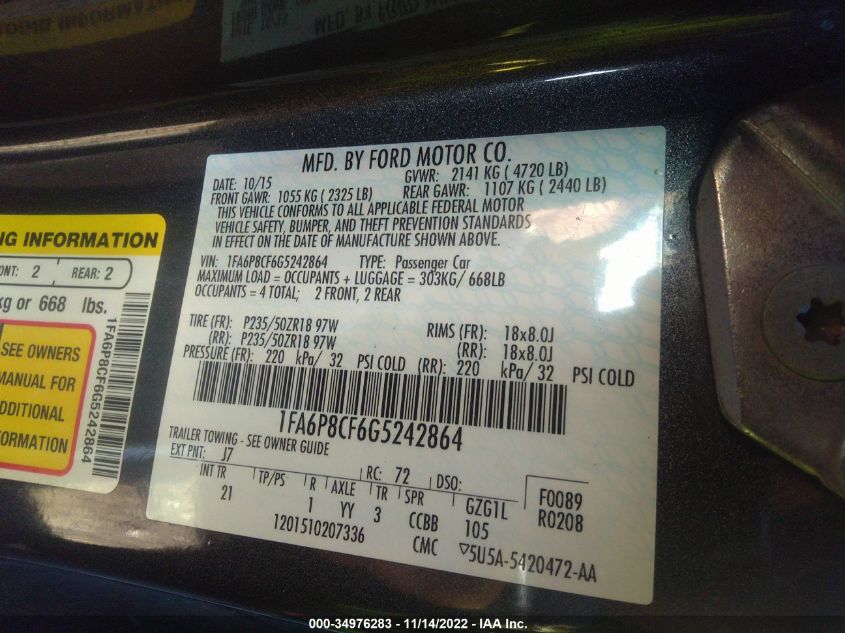 MFD. BY FORD MOTOR CO.
DATE: 10/15 GVWR: 2141 KG ( 4720 LB)
FRONT GAWR: 1055 KG ( 2325 LB) REAR GAWR: 1107 KG ( 2440 LB)
THIS VEHICLE CONFORMS TO ALL APPLICABLE FEDERAL MOTOR
VEHICLE SAFETY, BUMPER, AND THEFT PREVENTION STANDARDS
IN EFFECT ON THE DATE OF MANUFACTURE SHOWN ABOVE.
VIN: 1FA6P8CF6G5242864 TYPE: Passenger Car
MAXIMUM LOAD = OCCUPANTS + LUGGAGE = 303KG/ 668LB
OCCUPANTS = 4 TOTAL; 2 FRONT, 2 REAR
TIRE (FR): P235/50ZR18 97W RIMS (FR): 18x8.0J
(RR): P235/50ZR18 97W (RR): 18x8.0J
PRESSURE (FR): 220 kPa/ 32 PSI COLD (RR): 220 kPa/ 32 PSI COLD
1FA6P8CF6G5242864
TRAILER TOWING - SEE OWNER GUIDE
EXT PNT: J7 RC: 72 DSO: F0089
INT TR TP/PS R AXLE TR SPR GZG1L R0208
21 1 YY 3 CCBB 105
1201510207336 CMC 5U5A-5420472-AA
NG INFORMATION
ONT: 2 REAR: 2
kg or 668 lbs.
SEE OWNERS
MANUAL FOR
DDITIONAL
NFORMATION
1FA6P8CF6G5242864
000-34976283 - 11/14/2022 - IAA Inc.